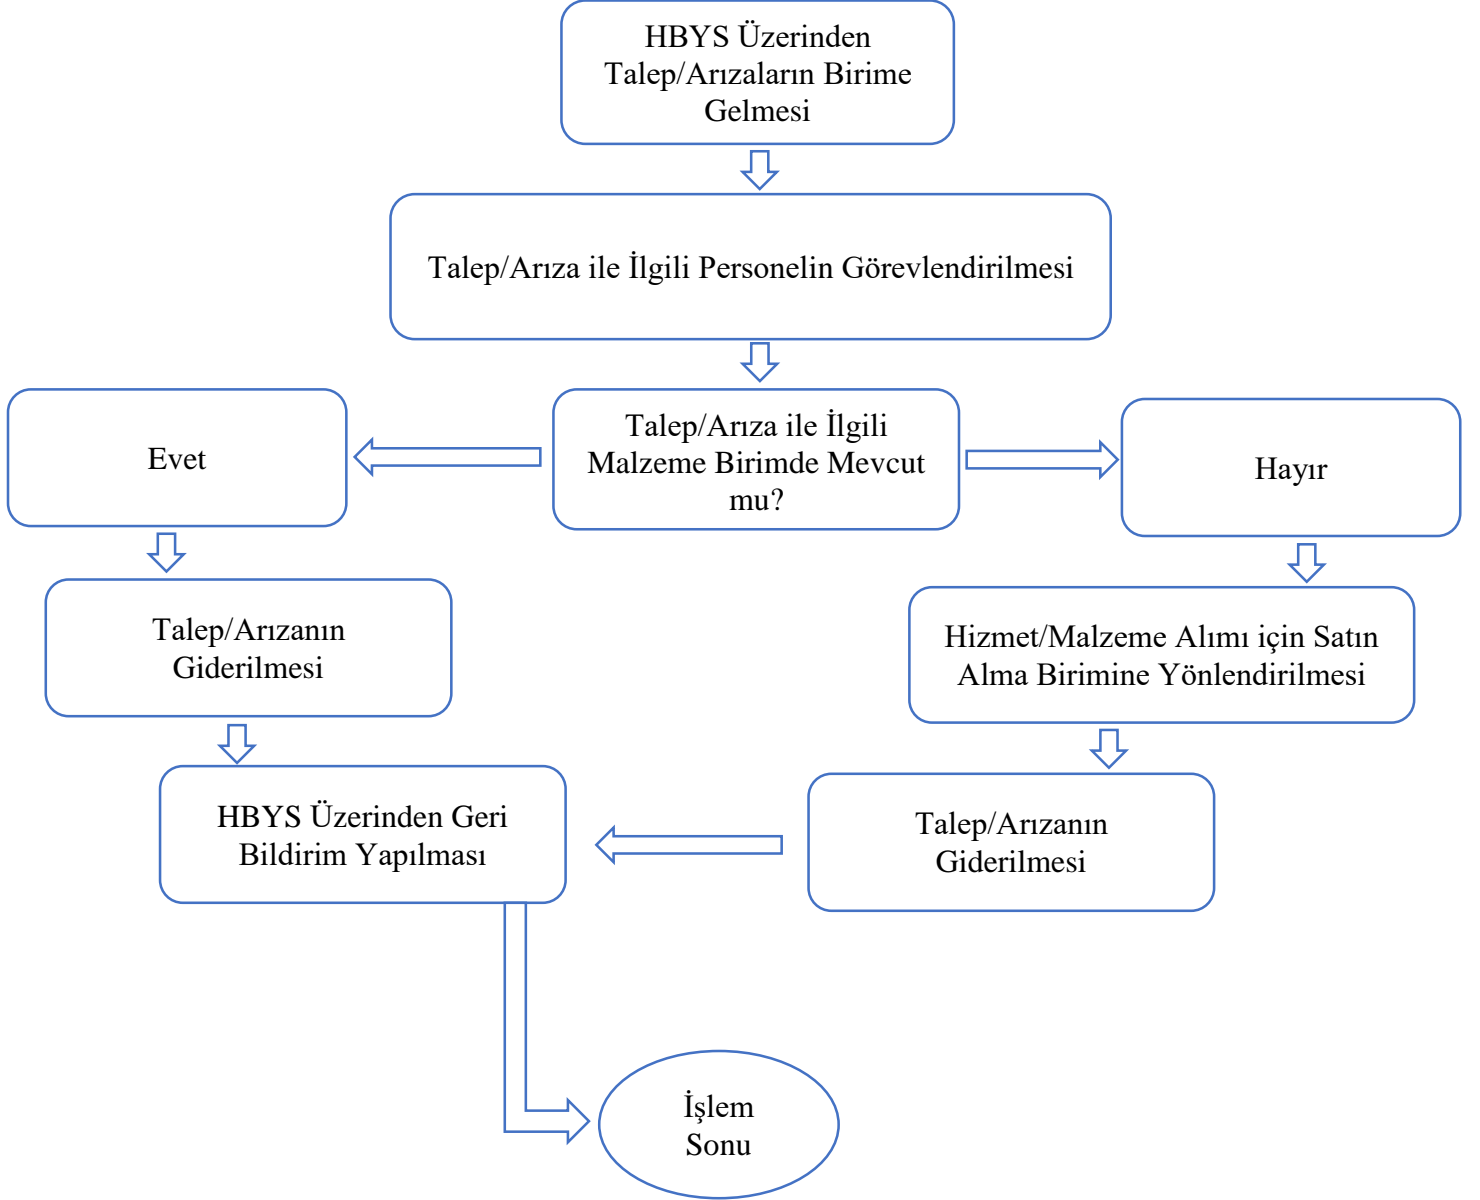 HBYS Üzerinden
Talep/Arızaların Birime
Gelmesi
Talep/Arıza ile İlgili Personelin Görevlendirilmesi
Talep/Arıza ile İlgili
Malzeme Birimde Mevcut
mu?
Evet
Hayır
Talep/Arızanın
Giderilmesi
Hizmet/Malzeme Alımı için Satın
Alma Birimine Yönlendirilmesi
HBYS Üzerinden Geri
Bildirim Yapılması
Talep/Arızanın
Giderilmesi
İşlem
Sonu